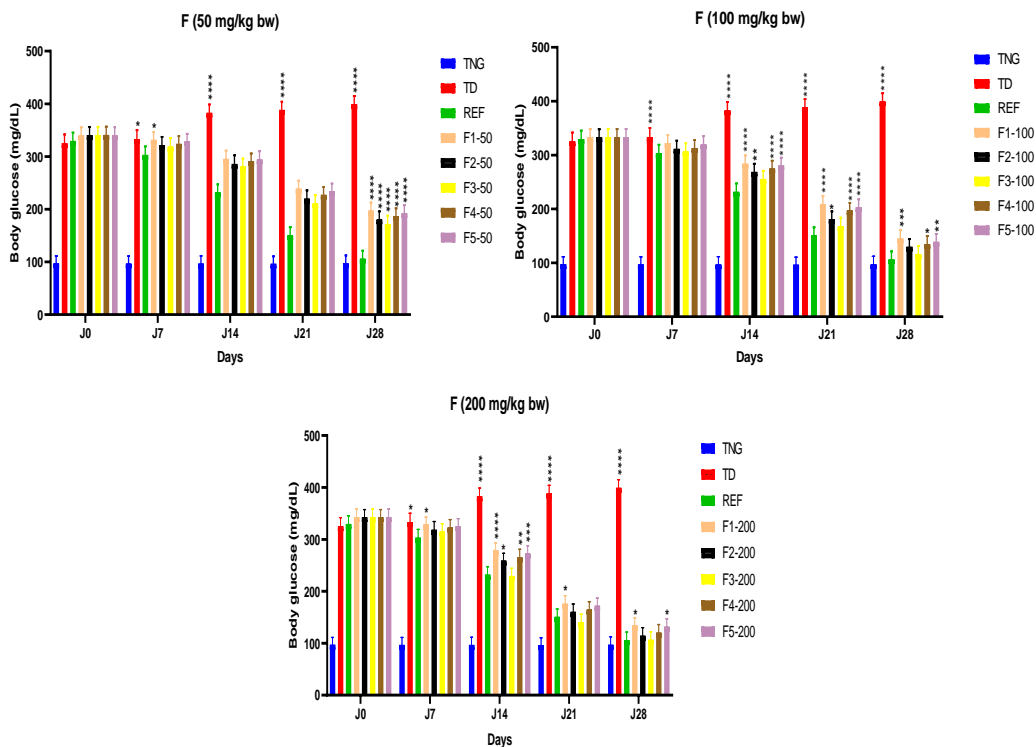 F (50 mg/kg bw)
Body glucose (mg/dL)
500
400
300
200
100
0
*
*
****
****
****
****
****
****
****
****
J0
J7
J14
J21
J28
Days
TNG
TD
REF
F1-50
F2-50
F3-50
F4-50
F5-50
F (100 mg/kg bw)
Body glucose (mg/dL)
500
400
300
200
100
0
****
****
****
**
****
****
****
****
*
****
****
****
***
*
**
J0
J7
J14
J21
J28
Days
TNG
TD
REF
F1-100
F2-100
F3-100
F4-100
F5-100
F (200 mg/kg bw)
Body glucose (mg/dL)
500
400
300
200
100
0
*
*
****
****
*
**
***
****
*
****
*
*
J0
J7
J14
J21
J28
Days
TNG
TD
REF
F1-200
F2-200
F3-200
F4-200
F5-200